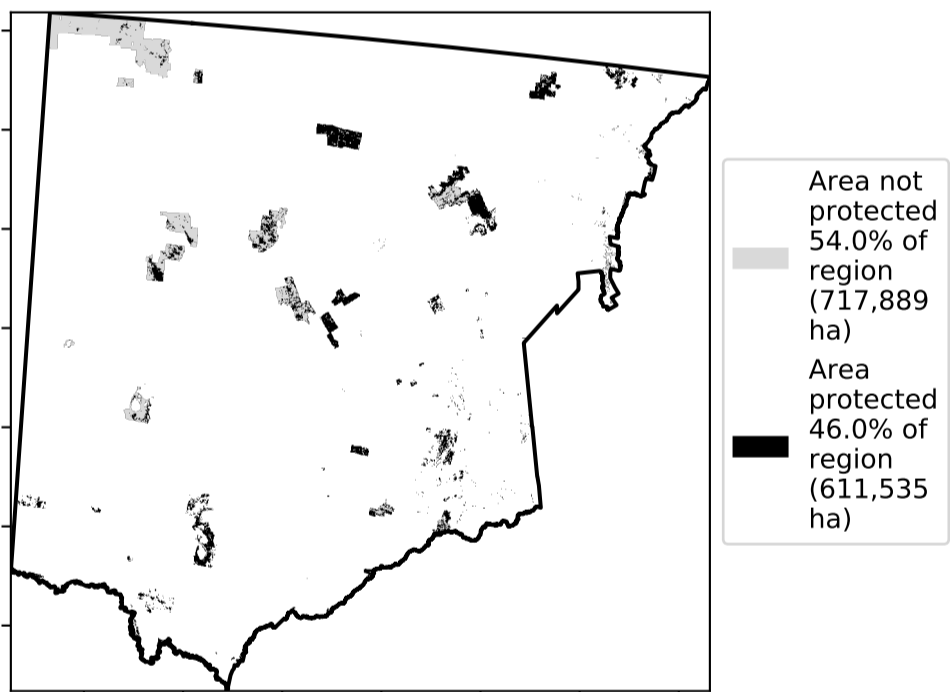 Area not
protected
54.0% of
region
(717,889
ha)
Area
protected
46.0% of
region
(611,535
ha)